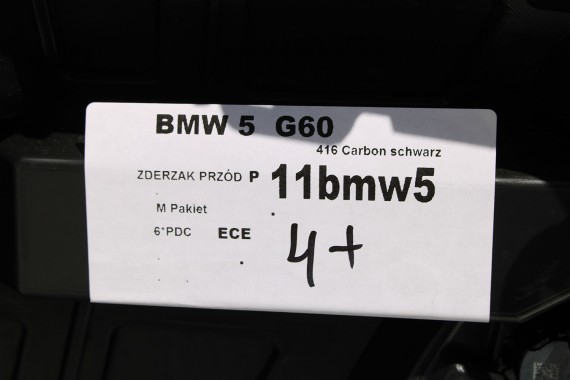 BMW 5 G60
416 Carbon schwarz
ZDERZAK PRZÓD P 11bmw5
M Pakiet
6*PDC ECE
4+